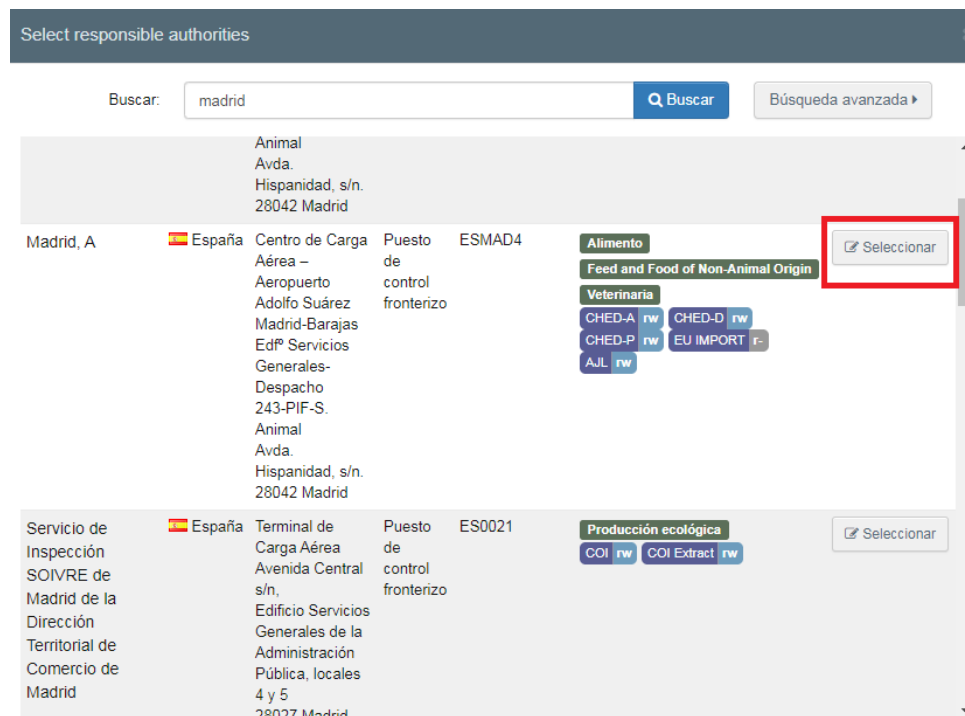 Select responsible authorities
Buscar:
madrid
Buscar
Búsqueda avanzada
Animal
Avda.
Hispanidad, s/n.
28042 Madrid
Madrid, A
España
Centro de Carga
Aérea –
Aeropuerto
Adolfo Suárez
Madrid-Barajas
Edfº Servicios
Generales-
Despacho
243-PIF-S.
Animal
Avda.
Hispanidad, s/n.
28042 Madrid
Puesto
de
control
fronterizo
ESMAD4
Alimento
Feed and Food of Non-Animal Origin
Veterinaria
CHED-A rw CHED-D rw
CHED-P rw EU IMPORT r-
AJL rw
Seleccionar
Servicio de
Inspección
SOIVRE de
Madrid de la
Dirección
Territorial de
Comercio de
Madrid
España
Terminal de
Carga Aérea
Avenida Central
s/n,
Edificio Servicios
Generales de la
Administración
Pública, locales
4 y 5
28027 Madrid
Puesto
de
control
fronterizo
ES0021
Producción ecológica
COI rw COI Extract rw
Seleccionar